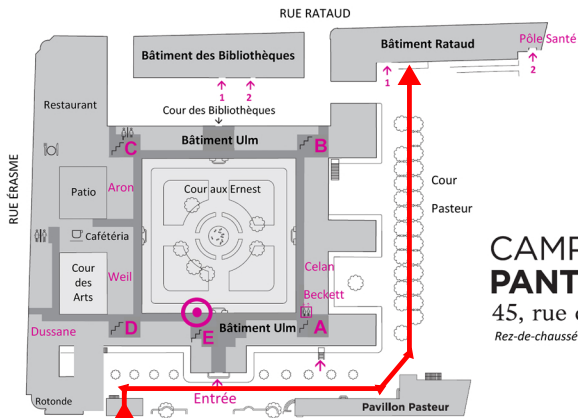 RUE RATAUD
Bâtiment des Bibliothèques
Bâtiment Rataud
Pôle Santé
1
2
1
2
Restaurant
Cour des Bibliothèques
Bâtiment Ulm
C
B
RUE ÉRASME
Patio
Aron
Cour aux Ernest
Cour
Pasteur
Cafétéria
Cour
des
Arts
Weil
Celan
Beckett
CAMP
PANT
45, rue d
Rez-de-chaussé
Dussane
D
E
Bâtiment Ulm
A
Entrée
Rotonde
Pavillon Pasteur